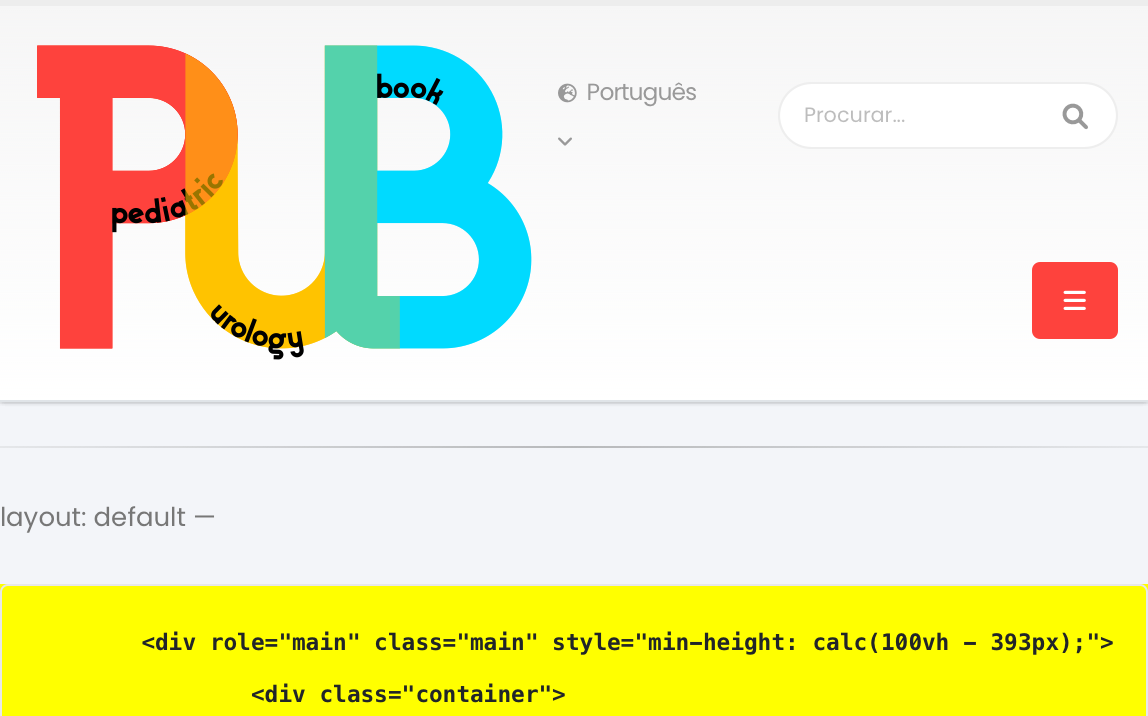 book
pediatric
urology
Português
Procurar...
layout: default —
<div role="main" class="main" style="min-height: calc(100vh - 393px);">
<div class="container">